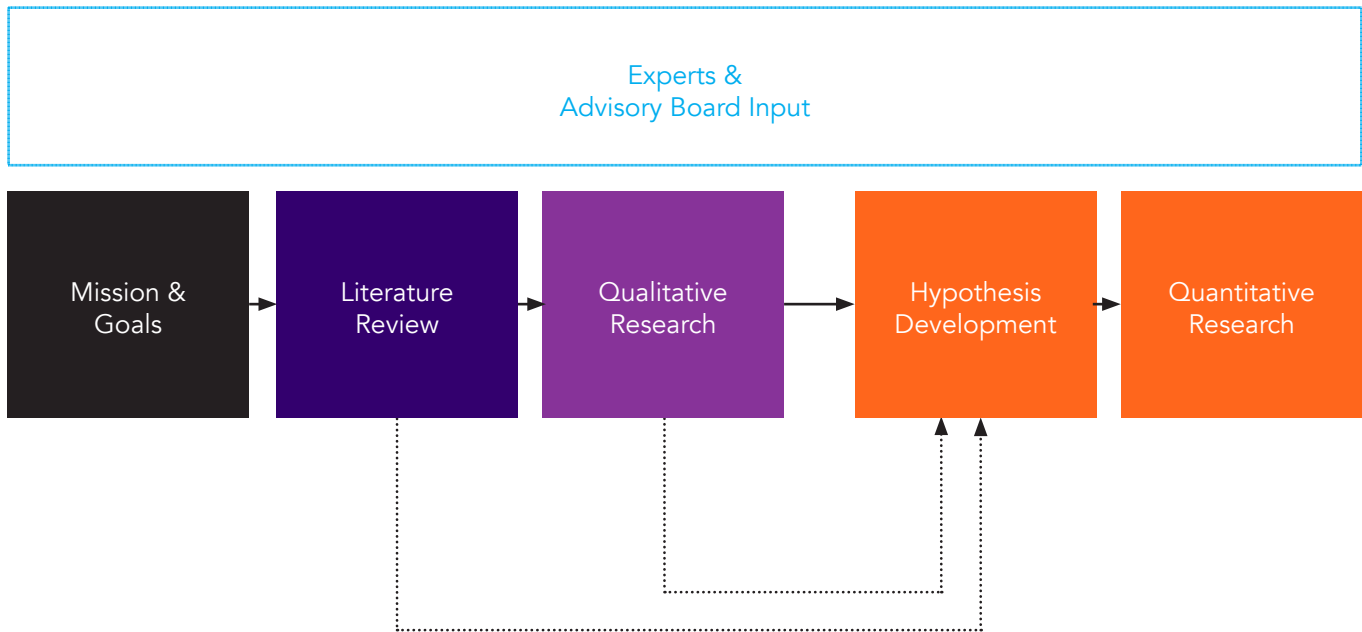 Experts &
Advisory Board Input
Mission &
Goals
Literature
Review
Qualitative
Research
Hypothesis
Development
Quantitative
Research